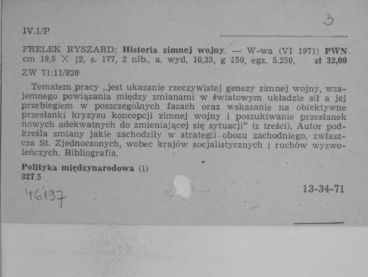 3
IV.1/P
FRELEK RYSZARD: Historia zimnej wojny. — W-wa (VI 1971) PWN
cm 19,5 X 12, s. 177, 2 nlb., a. wyd. 10,25, g 250, egz. 5.250, zł 32,00
ZW 71:11/820
Tematem pracy „jest ukazanie rzeczywistej genezy zimnej wojny, wza-
jemnego powiązania między zmianami w światowym układzie sił a jej
przebiegiem w poszczególnych fazach oraz wskazanie na obiektywne
przesłanki kryzysu koncepcji zimnej wojny i poszukiwanie przesłanek
nowych adekwatnych do zmieniającej się sytuacji” (z treści). Autor pod-
kreśla zmiany jakie zachodziły w strategii obozu zachodniego, zwłasz-
cza St. Zjednoczonych, wobec krajów socjalistycznych i ruchów wyzwo-
leńczych. Bibliografia.
Polityka międzynarodowa (1)
327.5
46197
13-34-71